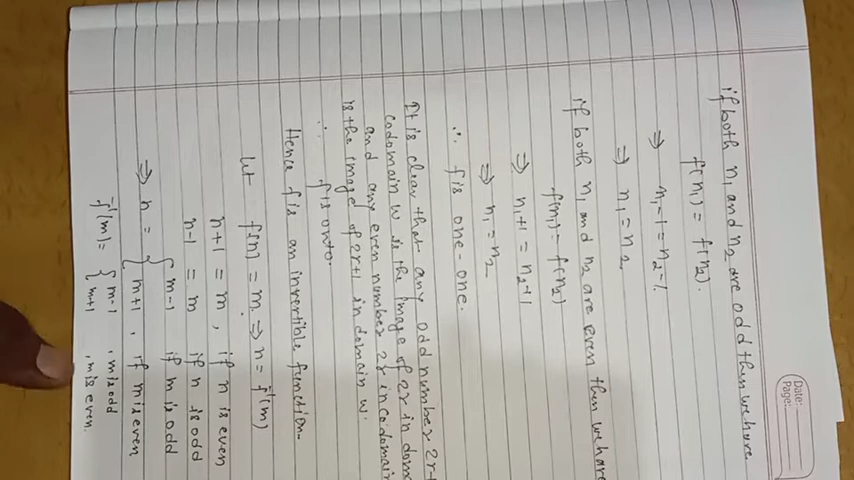 Date:
Page:
if both n₁ and n₂ are odd then we have
f(n₁) = f(n₂).
⇒ n₁-1 = n₂-1.
⇒ n₁ = n₂
if both n₁ and n₂ are even then we have
f(n₁) = f(n₂)
⇒ n₁+1 = n₂+1
⇒ n₁ = n₂
∴ f is one-one.
It is clear that any odd number 2r+
codomain W is the image of 2r in dom
and any even number 2r in codomain
is the image of 2r+1 in domain W.
∴ f is onto.
Hence f is an invertible function.
let f(n) = m ⇒ n = f⁻¹(m)
n+1 = m, if n is even
n-1 = m if n is odd
⇒ n = { m-1 if m is odd
{ m+1, if m is even
f⁻¹(m) = { m-1, m is odd
{ m+1, m is even.